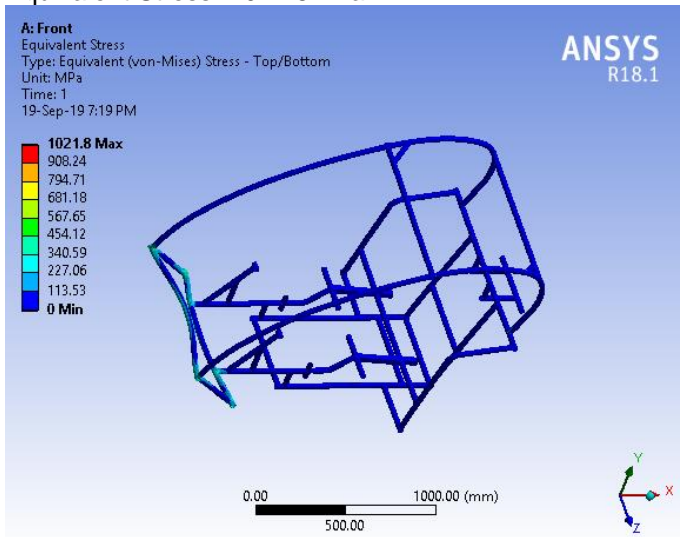 A: Front
Equivalent Stress
Type: Equivalent (von-Mises) Stress - Top/Bottom
Unit: MPa
Time: 1
19-Sep-19 7:19 PM
ANSYS
R18.1
1021.8 Max
908.24
794.71
681.18
567.65
454.12
340.59
227.06
113.53
0 Min
0.00
1000.00 (mm)
500.00
Y
X
Z